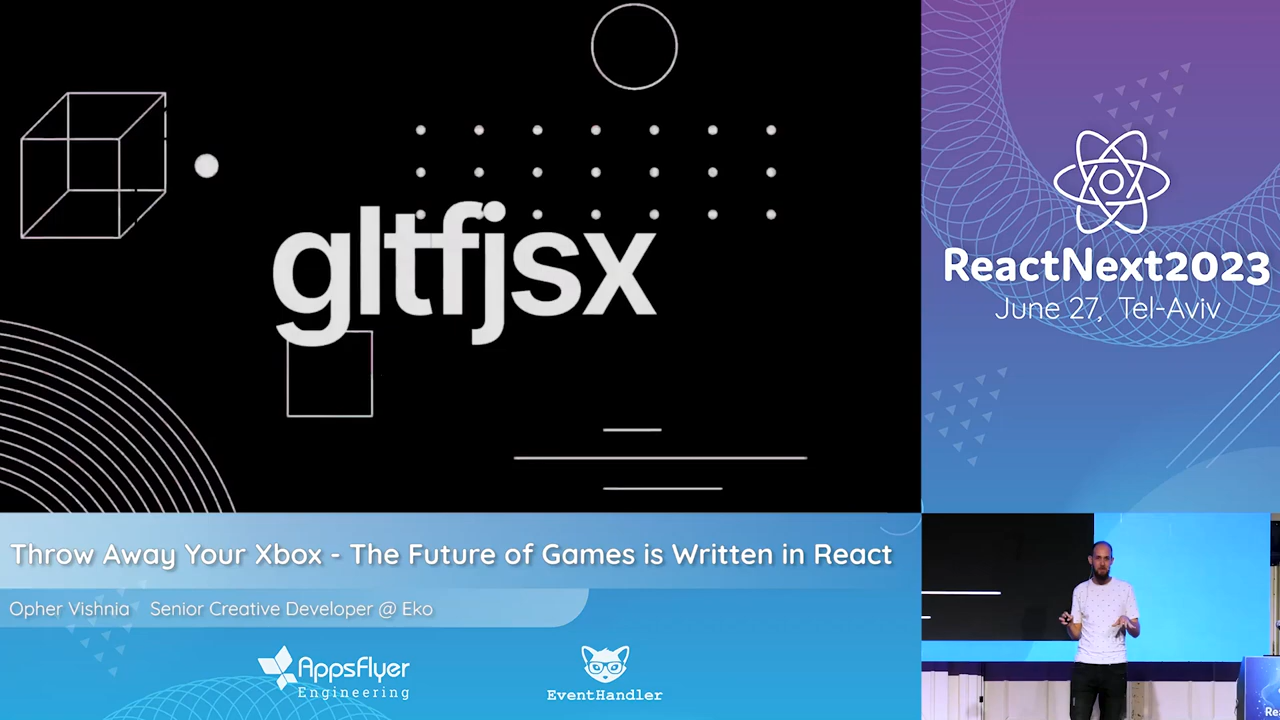 gltfjsx
ReactNext2023
June 27, Tel-Aviv
Throw Away Your Xbox - The Future of Games is Written in React
Opher Vishnia Senior Creative Developer @ Eko
AppsFlyer
Engineering
EventHandler
Re